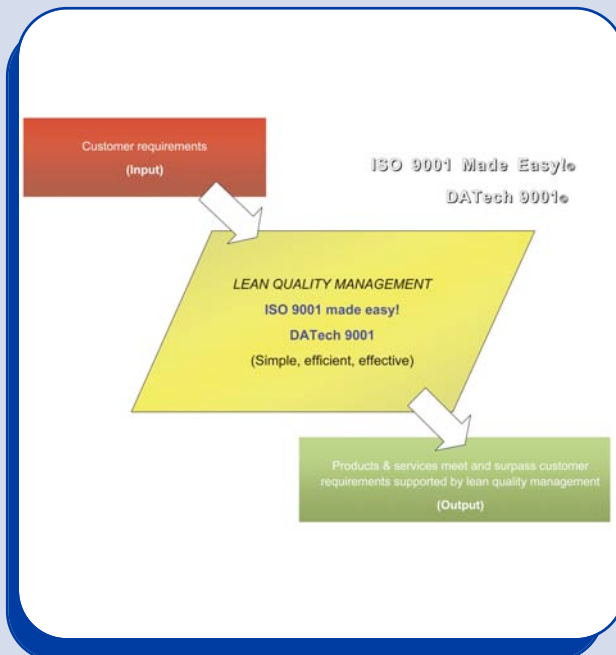 Customer requirements
(Input)
ISO 9001 Made Easy!©
DATech 9001©
LEAN QUALITY MANAGEMENT
ISO 9001 made easy!
DATech 9001
(Simple, efficient, effective)
Products & services meet and surpass customer
requirements supported by lean quality management
(Output)